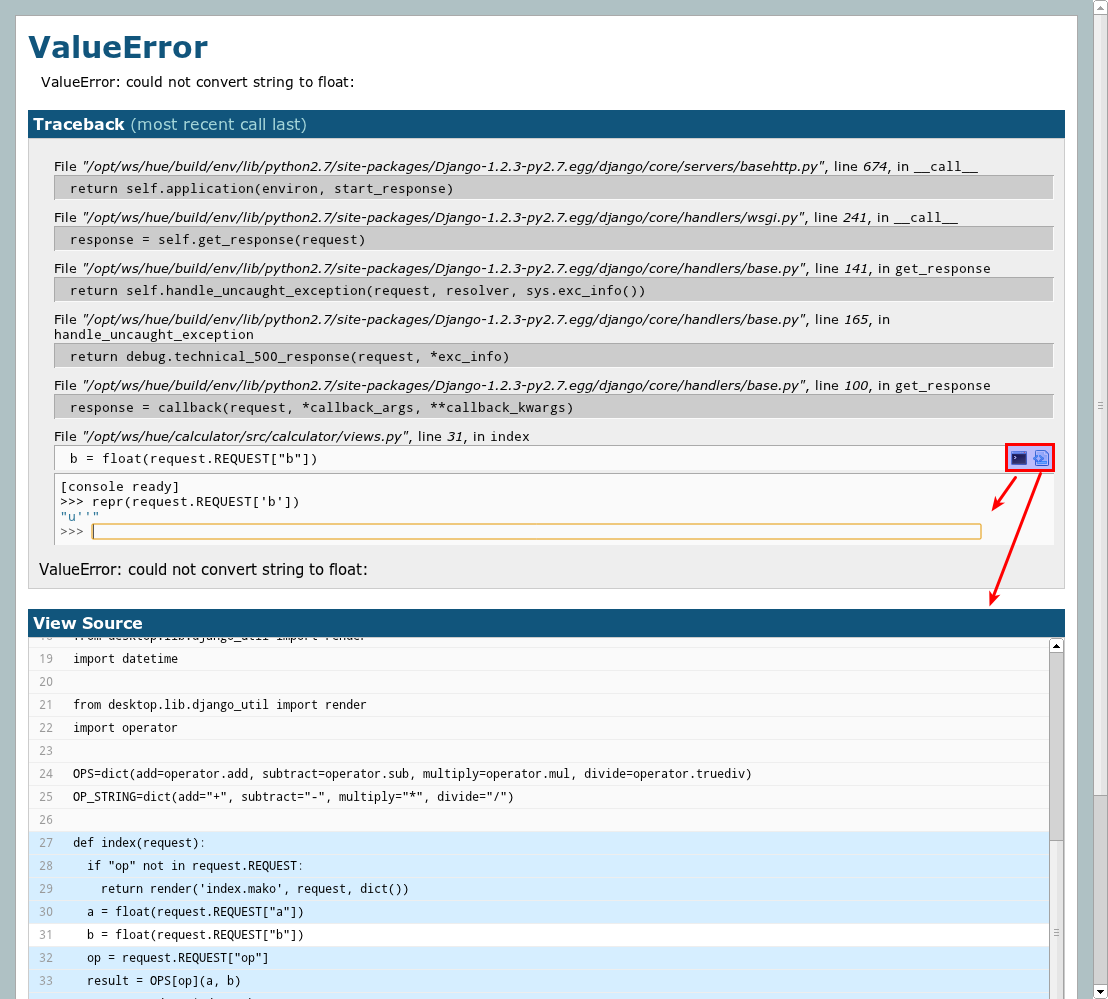 ValueError
ValueError: could not convert string to float:
Traceback (most recent call last)
File "/opt/ws/hue/build/env/lib/python2.7/site-packages/Django-1.2.3-py2.7.egg/django/core/servers/basehttp.py", line 674, in __call__
return self.application(environ, start_response)
File "/opt/ws/hue/build/env/lib/python2.7/site-packages/Django-1.2.3-py2.7.egg/django/core/handlers/wsgi.py", line 241, in __call__
response = self.get_response(request)
File "/opt/ws/hue/build/env/lib/python2.7/site-packages/Django-1.2.3-py2.7.egg/django/core/handlers/base.py", line 141, in get_response
return self.handle_uncaught_exception(request, resolver, sys.exc_info())
File "/opt/ws/hue/build/env/lib/python2.7/site-packages/Django-1.2.3-py2.7.egg/django/core/handlers/base.py", line 165, in
handle_uncaught_exception
return debug.technical_500_response(request, *exc_info)
File "/opt/ws/hue/build/env/lib/python2.7/site-packages/Django-1.2.3-py2.7.egg/django/core/handlers/base.py", line 100, in get_response
response = callback(request, *callback_args, **callback_kwargs)
File "/opt/ws/hue/calculator/src/calculator/views.py", line 31, in index
b = float(request.REQUEST["b"])
[console ready]
>>> repr(request.REQUEST['b'])
"u''"
>>>
ValueError: could not convert string to float:
View Source
18 from desktop.lib.django_util import render
19 import datetime
20
21 from desktop.lib.django_util import render
22 import operator
23
24 OPS=dict(add=operator.add, subtract=operator.sub, multiply=operator.mul, divide=operator.truediv)
25 OP_STRING=dict(add="+", subtract="-", multiply="*", divide="/")
26
27 def index(request):
28 if "op" not in request.REQUEST:
29 return render('index.mako', request, dict())
30 a = float(request.REQUEST["a"])
31 b = float(request.REQUEST["b"])
32 op = request.REQUEST["op"]
33 result = OPS[op](a, b)